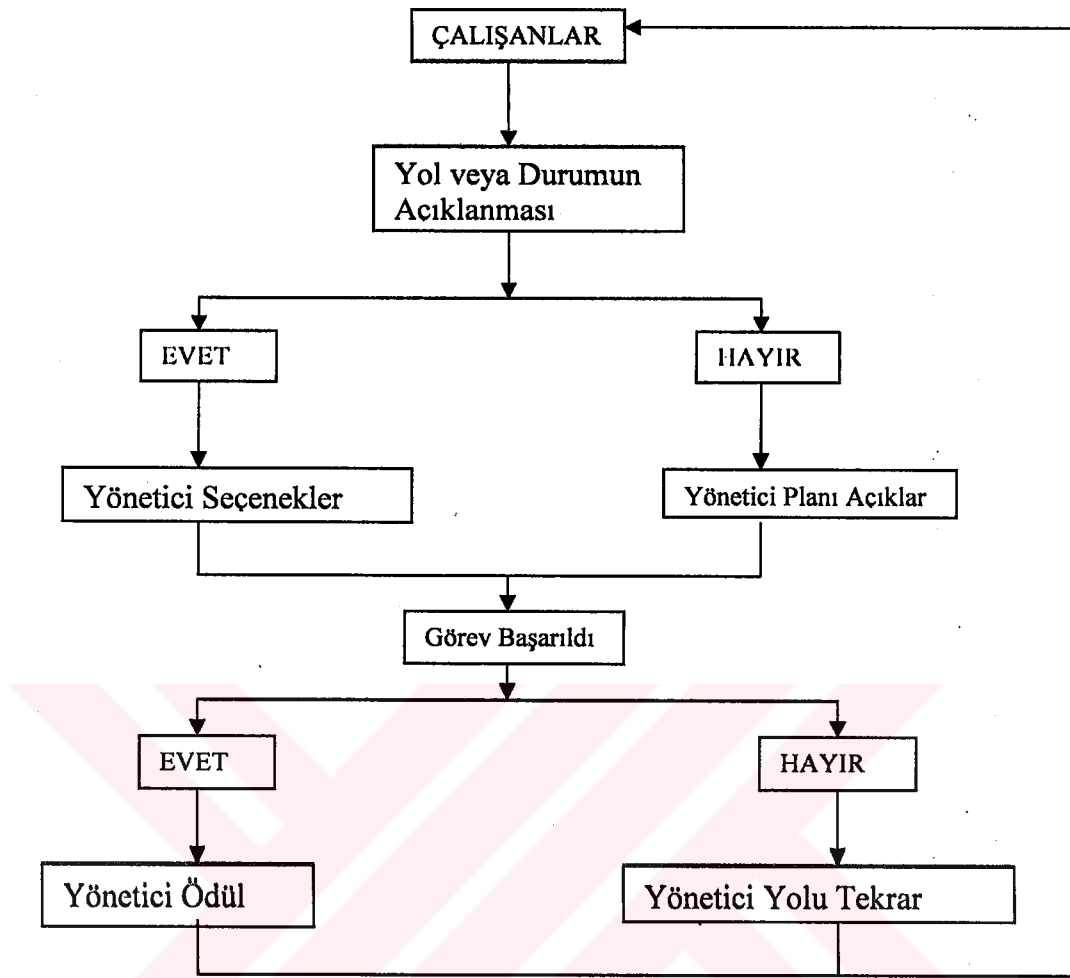 ÇALIŞANLAR
Yol veya Durumun
Açıklanması
EVET
HAYIR
Yönetici Seçenekler
Yönetici Planı Açıklar
Görev Başarıldı
EVET
HAYIR
Yönetici Ödül
Yönetici Yolu Tekrar